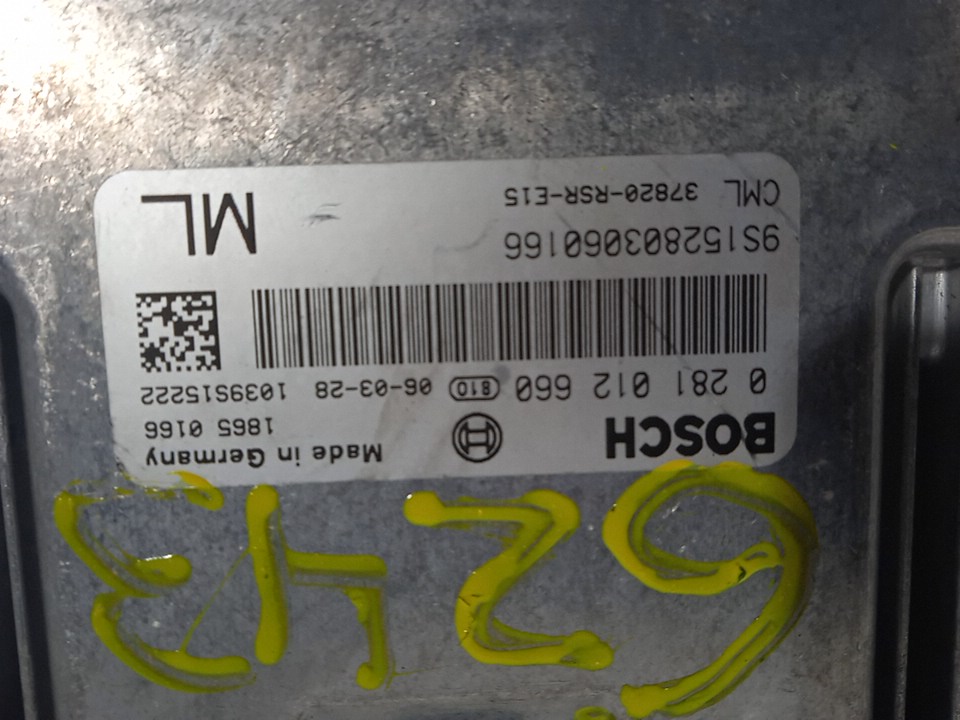 6243
BOSCH Made in Germany
1865 0166
0 281 012 660 810 06-03-28 1039S15222
9S152803060166
CML 37820-RSR-E15 ML